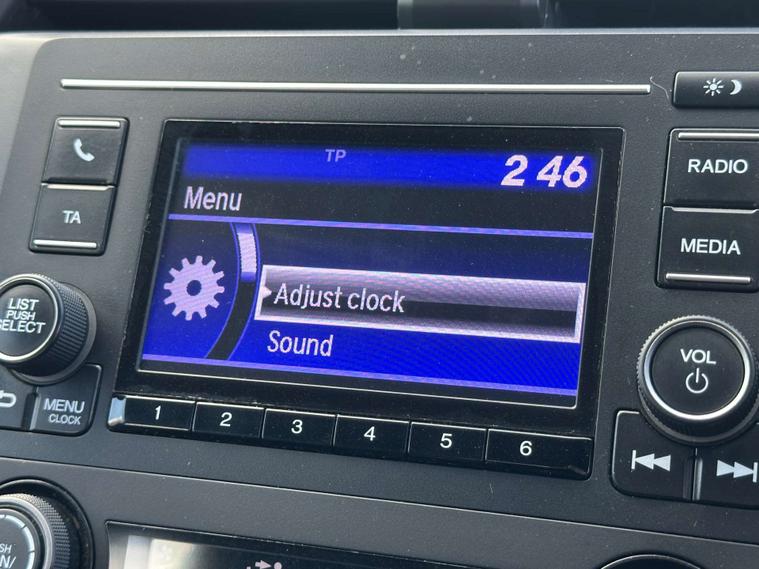 TP
2 46
Menu
Adjust clock
Sound
TA
RADIO
MEDIA
LIST
PUSH
SELECT
VOL
MENU
CLOCK
1 2 3 4 5 6